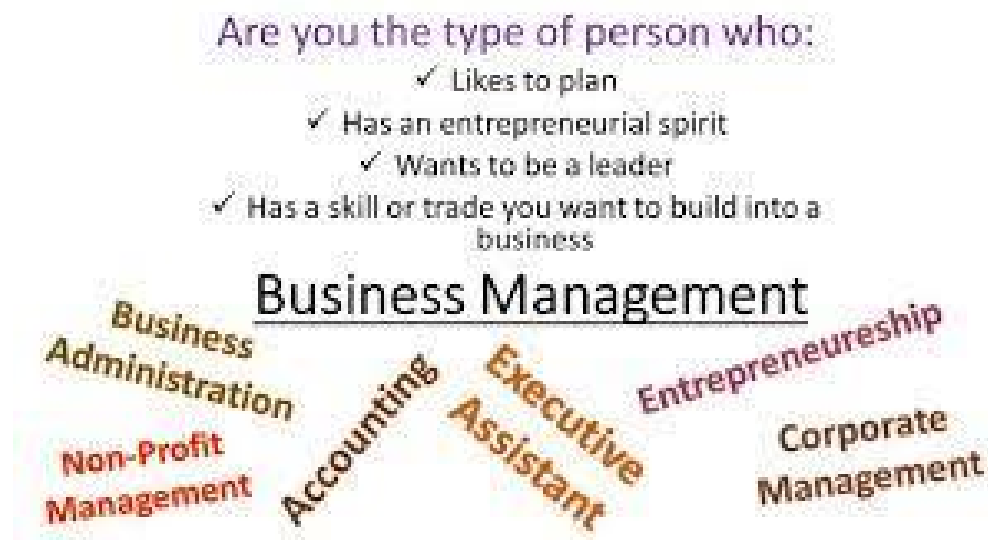 Are you the type of person who:
✓ Likes to plan
✓ Has an entrepreneurial spirit
✓ Wants to be a leader
✓ Has a skill or trade you want to build into a
business
Business Management
Business
Administration
Non-Profit
Management
Accounting
Executive
Assistant
Entrepreneureship
Corporate
Management